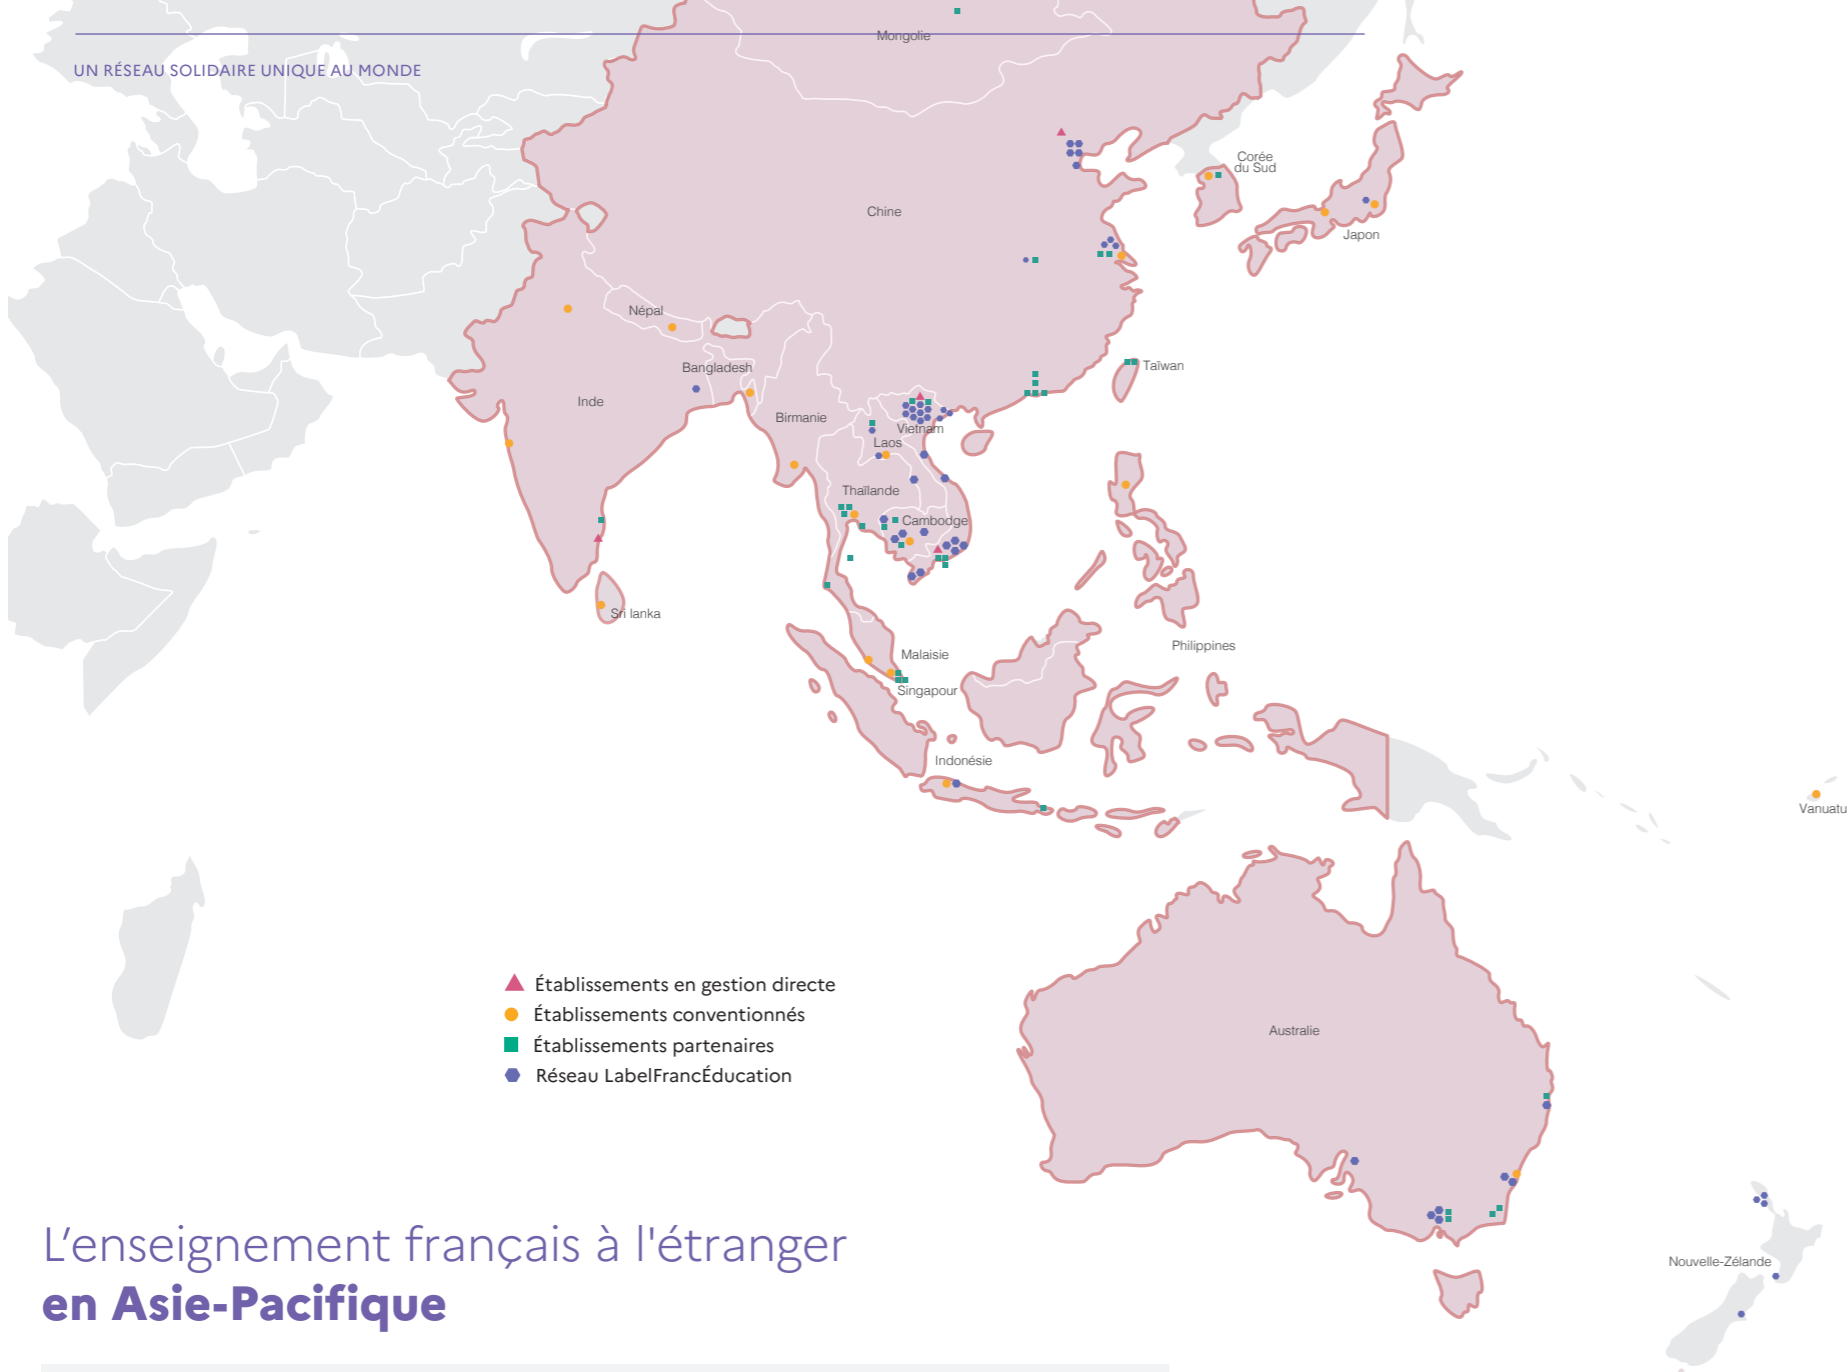 Mongolie
UN RÉSEAU SOLIDAIRE UNIQUE AU MONDE
Corée
du Sud
Chine
Japon
Népal
Bangladesh
Taïwan
Inde
Birmanie
Vietnam
Laos
Thaïlande
Cambodge
Sri lanka
Philippines
Malaisie
Singapour
Indonésie
Vanuatu
Établissements en gestion directe
Établissements conventionnés
Établissements partenaires
Réseau LabelFrancÉducation
Australie
L'enseignement français à l'étranger
en Asie-Pacifique
Nouvelle-Zélande